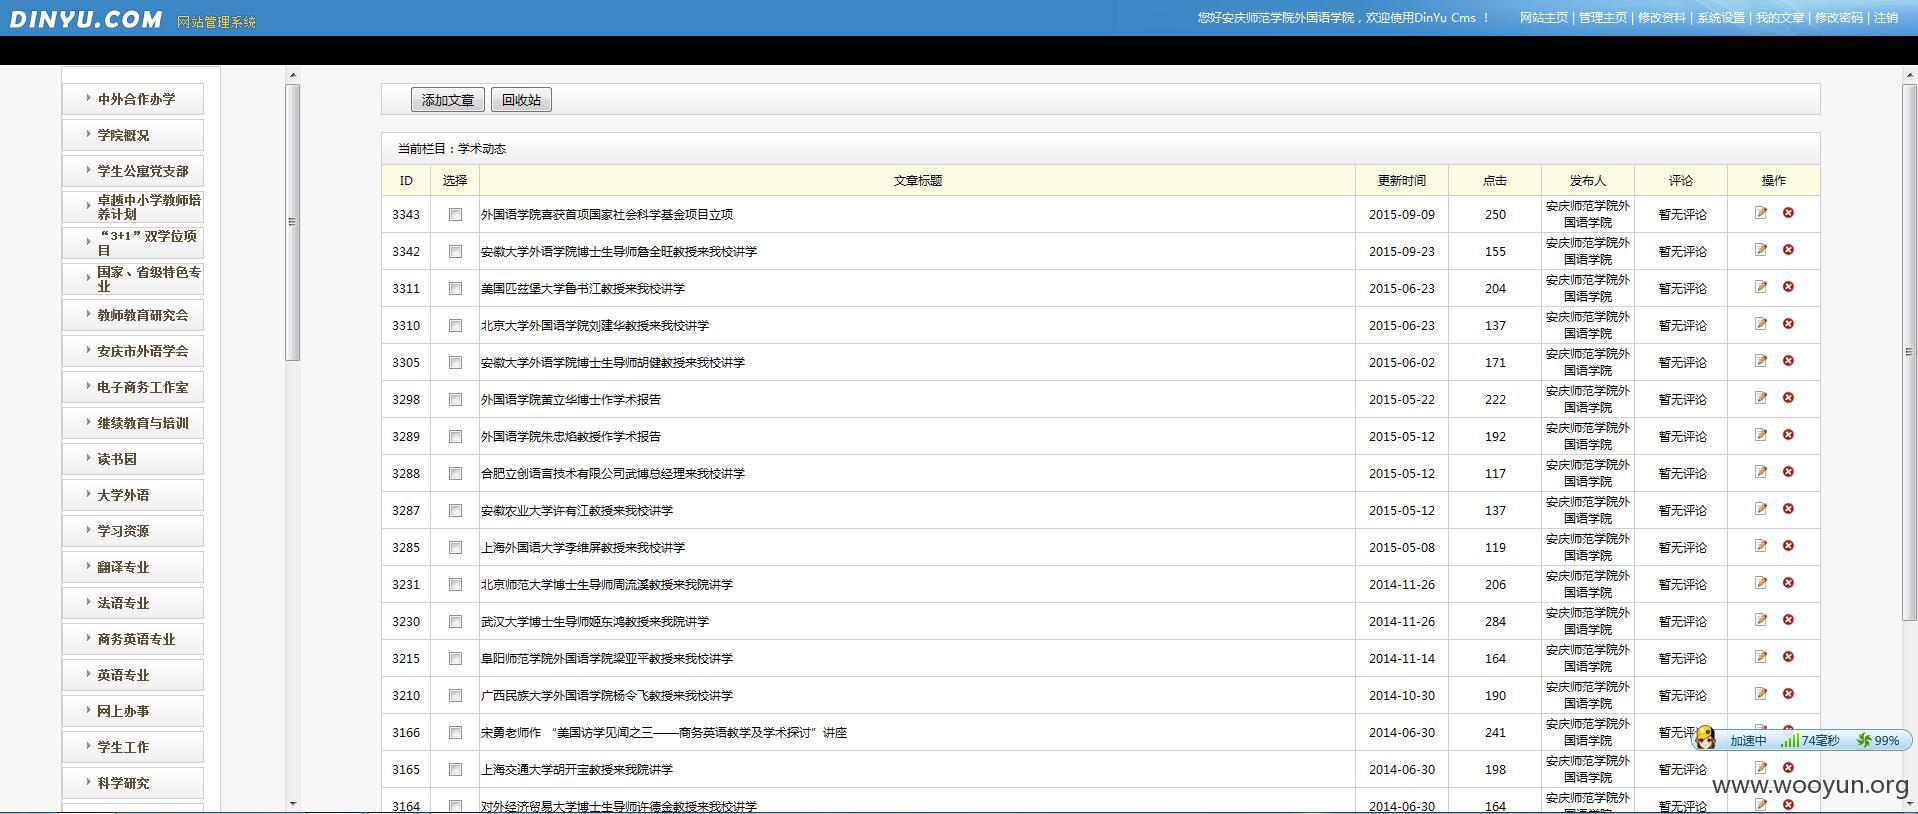 DINYU.COM 网站管理系统
您好安庆师范学院外国语学院，欢迎使用DinYu Cms ！ 网站主页 | 管理主页 | 修改资料 | 系统设置 | 我的文章 | 修改密码 | 注销
中外合作办学
学院概况
学生公寓党支部
卓越中小学教师培
养计划
“3+1”双学位项
目
国家、省级特色专
业
教师教育研究会
安庆市外语学会
电子商务工作室
继续教育与培训
读书园
大学外语
学习资源
翻译专业
法语专业
商务英语专业
英语专业
网上办事
学生工作
科学研究
添加文章 回收站
当前栏目：学术动态
ID 选择 文章标题 更新时间 点击 发布人 评论 操作
3343 外国语学院喜获首项国家社会科学基金项目立项 2015-09-09 250 安庆师范学院外 暂无评论
国语学院
3342 安徽大学外语学院博士生导师詹全旺教授来我校讲学 2015-09-23 155 安庆师范学院外 暂无评论
国语学院
3311 美国匹兹堡大学鲁书江教授来我校讲学 2015-06-23 204 安庆师范学院外 暂无评论
国语学院
3310 北京大学外国语学院刘建华教授来我校讲学 2015-06-23 137 安庆师范学院外 暂无评论
国语学院
3305 安徽大学外语学院博士生导师胡健教授来我校讲学 2015-06-02 171 安庆师范学院外 暂无评论
国语学院
3298 外国语学院黄立华博士作学术报告 2015-05-22 222 安庆师范学院外 暂无评论
国语学院
3289 外国语学院朱忠焰教授作学术报告 2015-05-12 192 安庆师范学院外 暂无评论
国语学院
3288 合肥立创语言技术有限公司武博总经理来我校讲学 2015-05-12 117 安庆师范学院外 暂无评论
国语学院
3287 安徽农业大学许有江教授来我校讲学 2015-05-12 137 安庆师范学院外 暂无评论
国语学院
3285 上海外国语大学李维屏教授来我校讲学 2015-05-08 119 安庆师范学院外 暂无评论
国语学院
3231 北京师范大学博士生导师周流溪教授来我院讲学 2014-11-26 206 安庆师范学院外 暂无评论
国语学院
3230 武汉大学博士生导师姬东鸿教授来我院讲学 2014-11-26 284 安庆师范学院外 暂无评论
国语学院
3215 阜阳师范学院外国语学院梁亚平教授来我校讲学 2014-11-14 164 安庆师范学院外 暂无评论
国语学院
3210 广西民族大学外国语学院杨令飞教授来我校讲学 2014-10-30 190 安庆师范学院外 暂无评论
国语学院
3166 宋勇老师作 “美国访学见闻之三——商务英语教学及学术探讨”讲座 2014-06-30 241 安庆师范学院外 暂无评
国语学院
加速中 74毫秒 99%
3165 上海交通大学胡开宝教授来我院讲学 2014-06-30 198 安庆师范学院外 暂无评论
国语学院
www.wooyun.org
3164 对外经济贸易大学博士生导师许德金教授来我校讲学 2014-06-30 164 安庆师范学院外 暂无评论